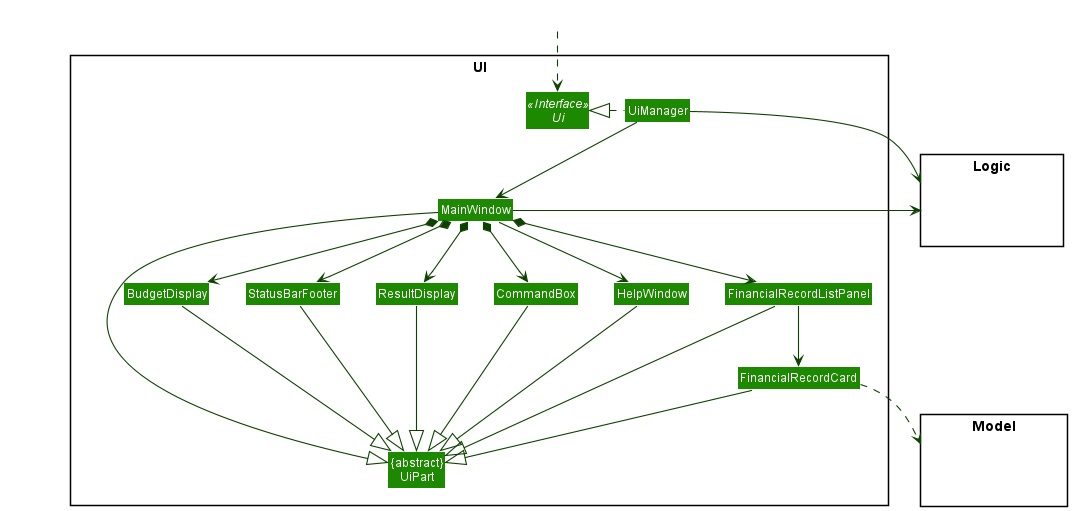 UI
«Interface»
Ui
UiManager
Logic
MainWindow
BudgetDisplay
StatusBarFooter
ResultDisplay
CommandBox
HelpWindow
FinancialRecordListPanel
FinancialRecordCard
Model
{abstract}
UiPart